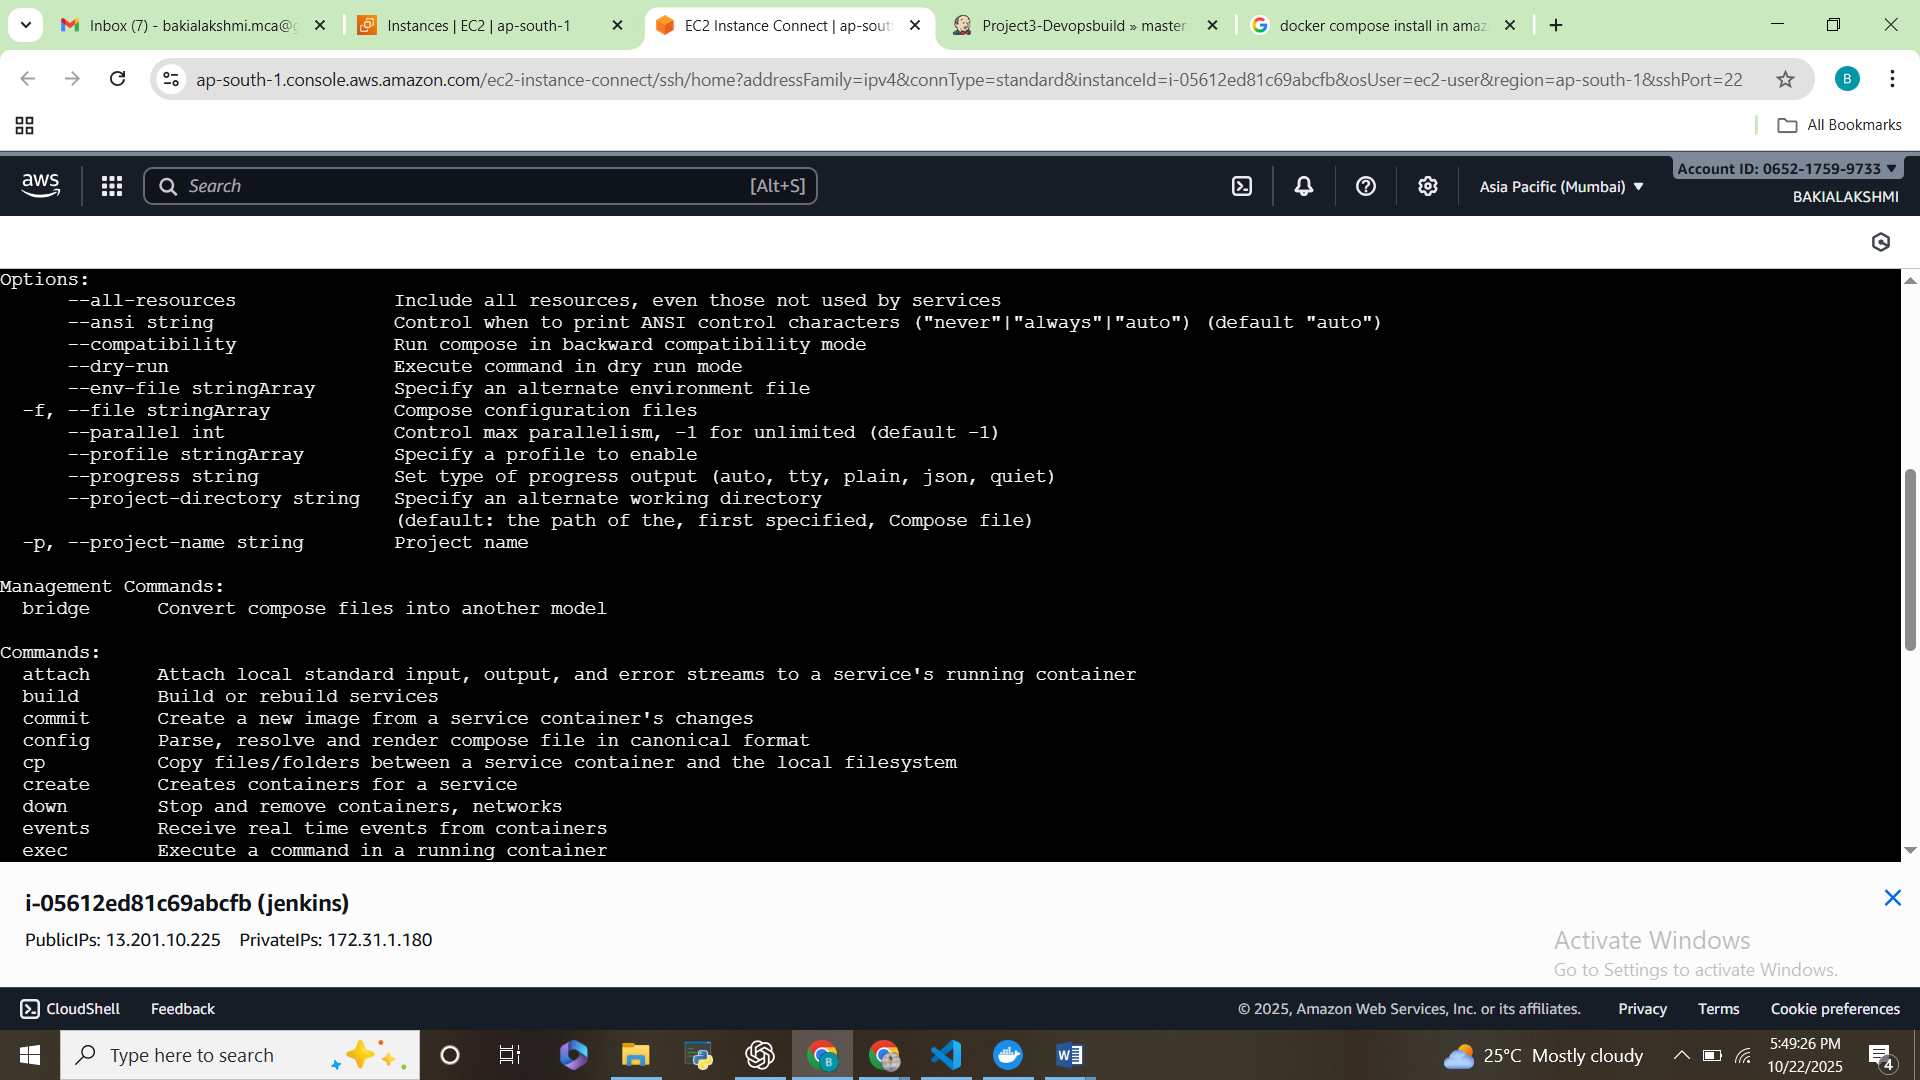 Inbox (7) - bakialakshmi.mca@g
Instances | EC2 | ap-south-1
EC2 Instance Connect | ap-sout
Project3-Devopsbuild » master
docker compose install in amaz
ap-south-1.console.aws.amazon.com/ec2-instance-connect/ssh/home?addressFamily=ipv4&connType=standard&instanceId=i-05612ed81c69abcfb&osUser=ec2-user&region=ap-south-1&sshPort=22
B
All Bookmarks
aws
Search
[Alt+S]
Asia Pacific (Mumbai)
Account ID: 0652-1759-9733
BAKIALAKSHMI
Options:
--all-resources Include all resources, even those not used by services
--ansi string Control when to print ANSI control characters ("never"|"always"|"auto") (default "auto")
--compatibility Run compose in backward compatibility mode
--dry-run Execute command in dry run mode
--env-file stringArray Specify an alternate environment file
-f, --file stringArray Compose configuration files
--parallel int Control max parallelism, -1 for unlimited (default -1)
--profile stringArray Specify a profile to enable
--progress string Set type of progress output (auto, tty, plain, json, quiet)
--project-directory string Specify an alternate working directory
(default: the path of the, first specified, Compose file)
-p, --project-name string Project name
Management Commands:
bridge Convert compose files into another model
Commands:
attach Attach local standard input, output, and error streams to a service's running container
build Build or rebuild services
commit Create a new image from a service container's changes
config Parse, resolve and render compose file in canonical format
cp Copy files/folders between a service container and the local filesystem
create Creates containers for a service
down Stop and remove containers, networks
events Receive real time events from containers
exec Execute a command in a running container
i-05612ed81c69abcfb (jenkins)
PublicIPs: 13.201.10.225 PrivateIPs: 172.31.1.180
Activate Windows
Go to Settings to activate Windows.
CloudShell
Feedback
© 2025, Amazon Web Services, Inc. or its affiliates.
Privacy
Terms
Cookie preferences
Type here to search
25°C Mostly cloudy
5:49:26 PM
10/22/2025
4